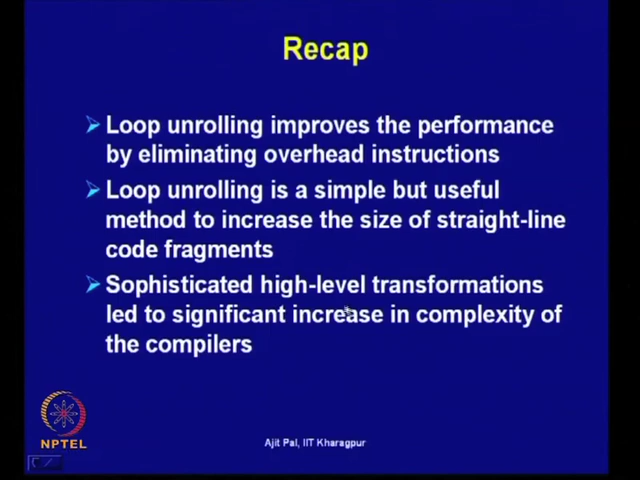 Recap
Loop unrolling improves the performance
by eliminating overhead instructions
Loop unrolling is a simple but useful
method to increase the size of straight-line
code fragments
Sophisticated high-level transformations
led to significant increase in complexity of
the compilers
NPTEL
Ajit Pal, IIT Kharagpur